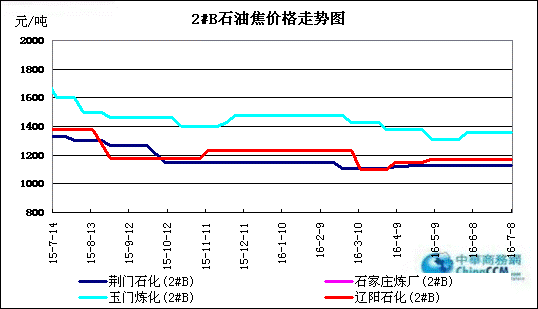 2#B石油焦价格走势图
元/吨
2000
1800
1600
1400
1200
1000
800
15-7-14
15-8-13
15-9-12
15-10-12
15-11-11
15-12-11
16-1-10
16-2-9
16-3-10
16-4-9
16-5-9
16-6-8
16-7-8
中華商務網
ChinaCCM.com
荆门石化(2#B)
石家庄炼厂(2#B)
玉门炼化(2#B)
辽阳石化(2#B)